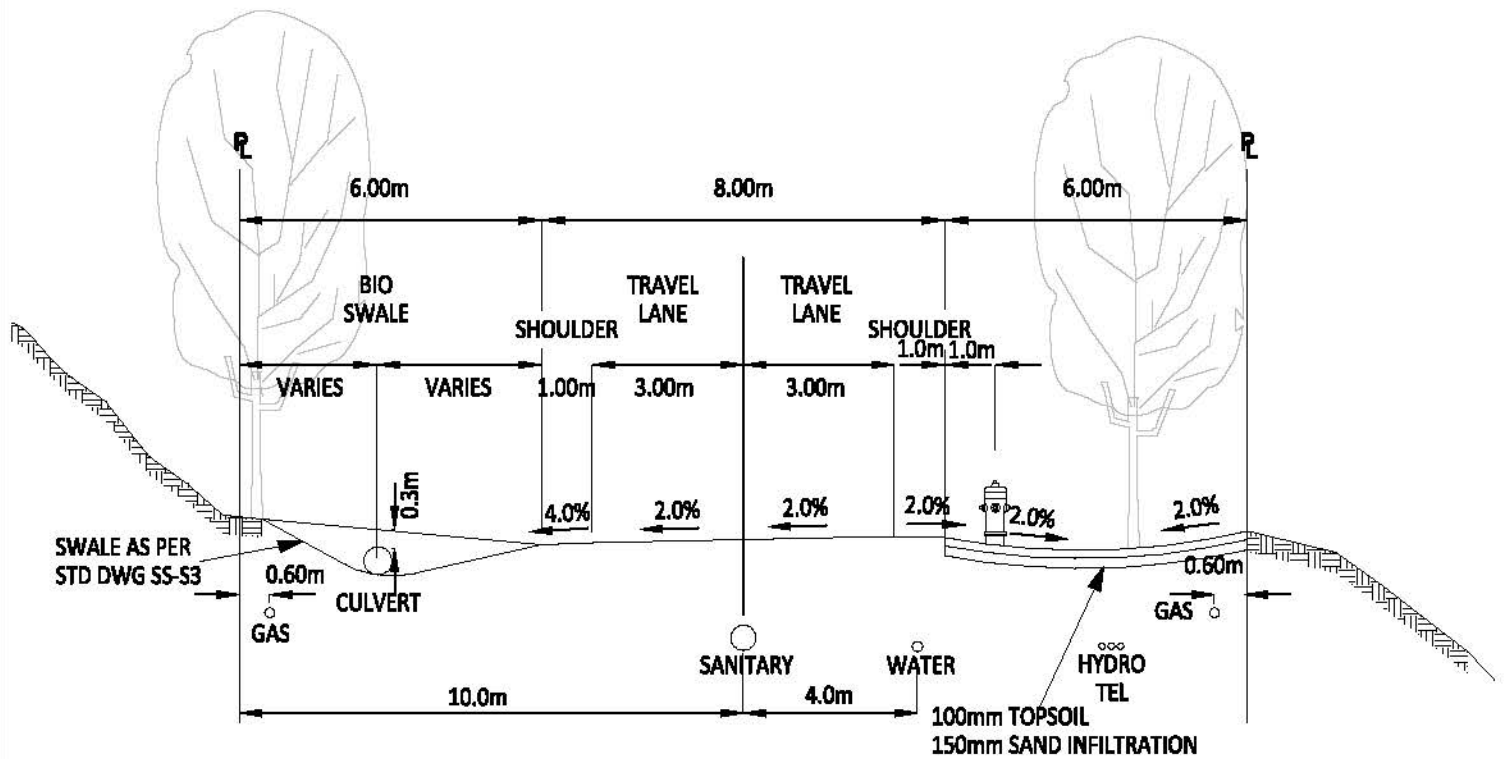 PL
PL
6.00m
8.00m
6.00m
BIO
SWALE
SHOULDER
TRAVEL
LANE
TRAVEL
LANE
SHOULDER
1.0m
1.0m
VARIES
VARIES
1.00m
3.00m
3.00m
0.3m
4.0%
2.0%
2.0%
2.0%
2.0%
2.0%
SWALE AS PER
STD DWG SS-S3
0.60m
GAS
CULVERT
0.60m
GAS
SANITARY
WATER
HYDRO
TEL
10.0m
4.0m
100mm TOPSOIL
150mm SAND INFILTRATION